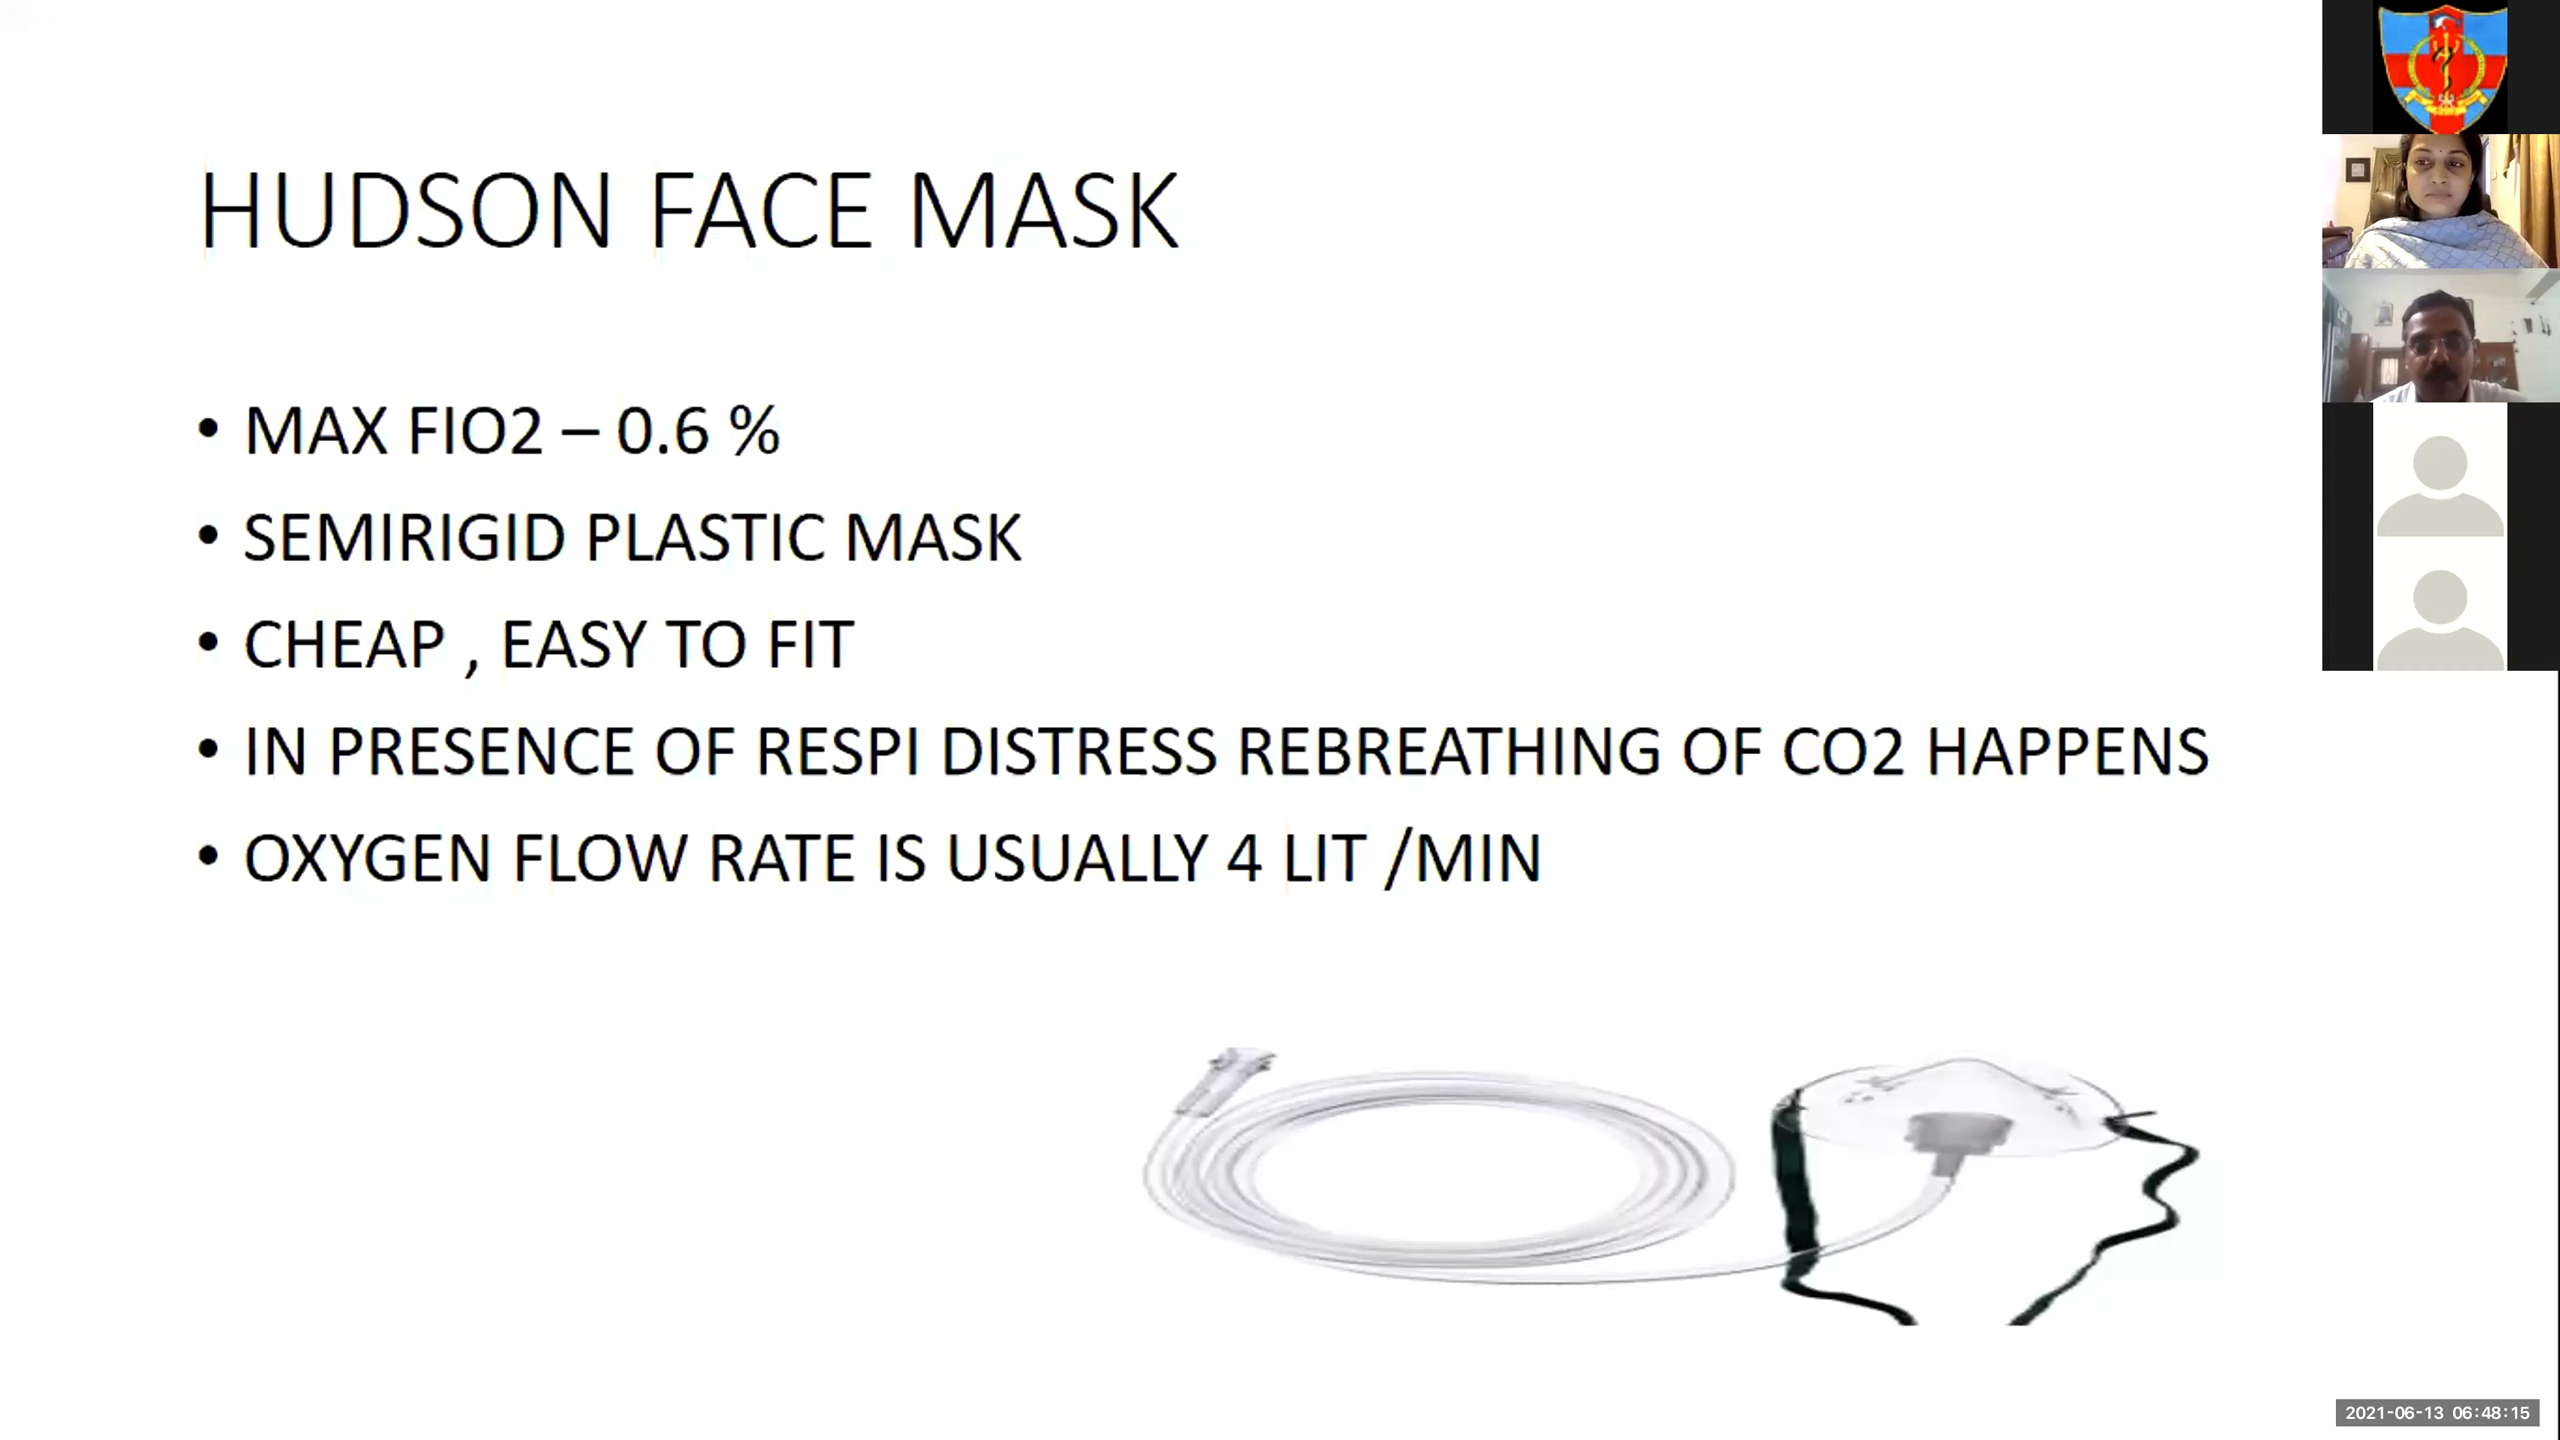 HUDSON FACE MASK
• MAX FIO2 – 0.6 %
• SEMIRIGID PLASTIC MASK
• CHEAP , EASY TO FIT
• IN PRESENCE OF RESPI DISTRESS REBREATHING OF CO2 HAPPENS
• OXYGEN FLOW RATE IS USUALLY 4 LIT /MIN
2021-06-13 06:48:15